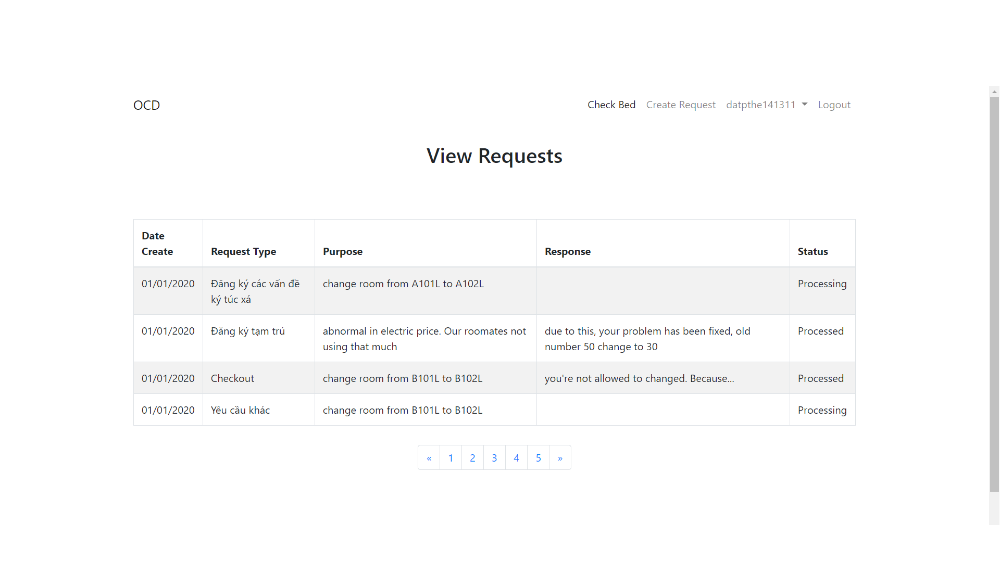 OCD
Check Bed Create Request datpthe141311 Logout
View Requests
Date Create Request Type Purpose Response Status
01/01/2020 Đăng ký các vấn đề change room from A101L to A102L Processing
ký túc xá
01/01/2020 Đăng ký tạm trú abnormal in electric price. Our roomates not due to this, your problem has been fixed, old Processed
using that much number 50 change to 30
01/01/2020 Checkout change room from B101L to B102L you're not allowed to changed. Because... Processed
01/01/2020 Yêu cầu khác change room from B101L to B102L Processing
« 1 2 3 4 5 »